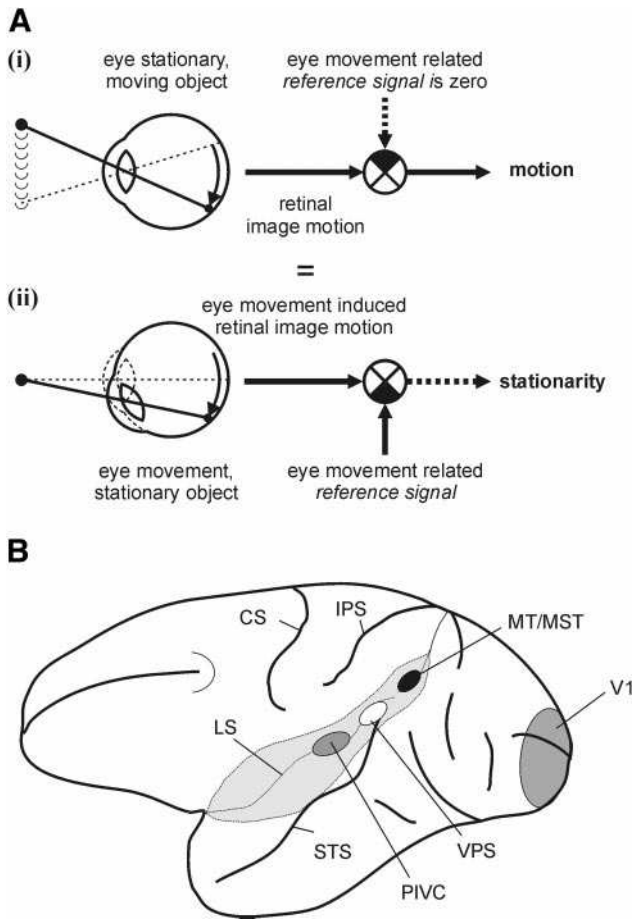 A
(i)
eye stationary,
moving object
eye movement related
reference signal is zero
motion
retinal
image motion
=
(ii)
eye movement induced
retinal image motion
stationarity
eye movement,
stationary object
eye movement related
reference signal
B
CS
IPS
MT/MST
V1
LS
STS
VPS
PIVC